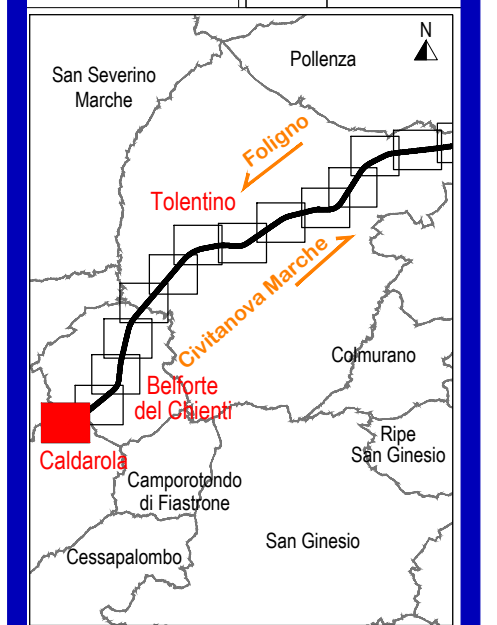 N
Pollenza
San Severino
Marche
Foligno
Tolentino
Civitanova Marche
Colmurano
Belforte
del Chienti
Ripe
San Ginesio
Caldarola
Camporotondo
di Fiastrone
San Ginesio
Cessapalombo